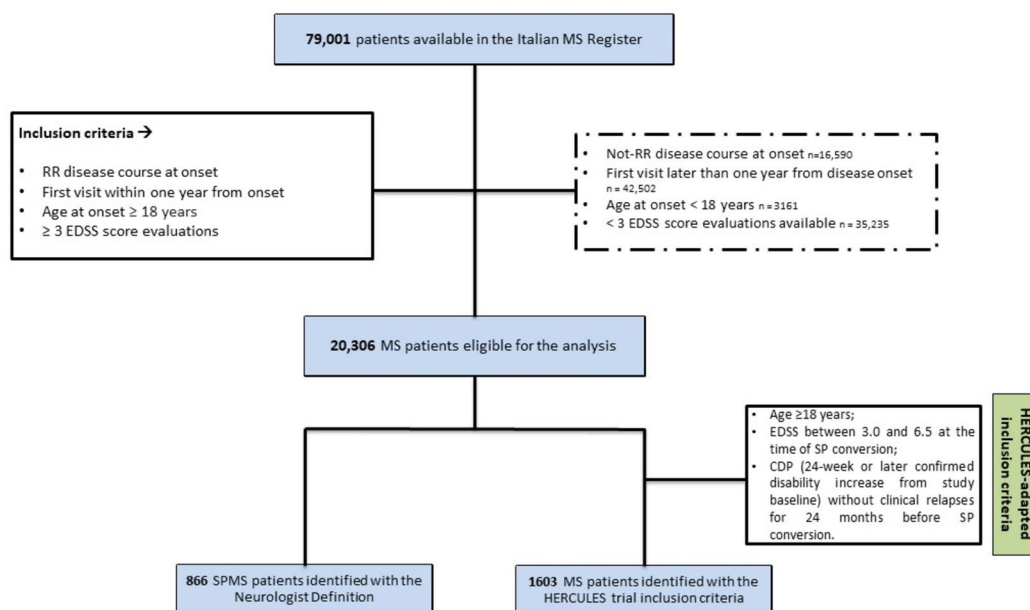 79,001 patients available in the Italian MS Register
Inclusion criteria →
• RR disease course at onset
• First visit within one year from onset
• Age at onset ≥ 18 years
• ≥ 3 EDSS score evaluations
• Not-RR disease course at onset n=16,590
• First visit later than one year from disease onset
n = 42,502
• Age at onset < 18 years n = 3161
• < 3 EDSS score evaluations available n = 35,235
20,306 MS patients eligible for the analysis
• Age ≥18 years;
• EDSS between 3.0 and 6.5 at the
time of SP conversion;
• CDP (24-week or later confirmed
disability increase from study
baseline) without clinical relapses
for 24 months before SP
conversion.
HERCULES-adapted
inclusion criteria
866 SPMS patients identified with the
Neurologist Definition
1603 MS patients identified with the
HERCULES trial inclusion criteria